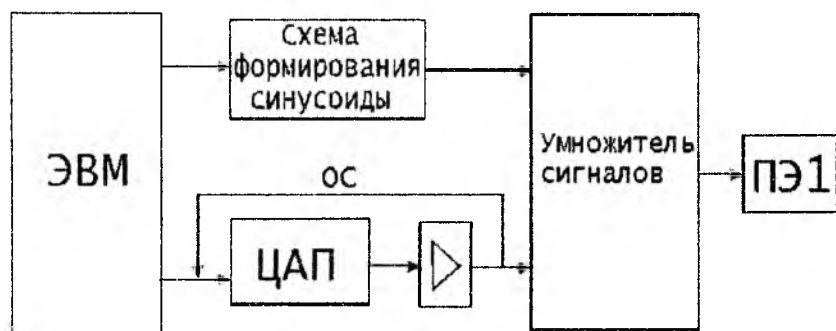 Схема
формирования
синусоиды
ЭВМ
Умножитель
сигналов
ПЭ1
ОС
ЦАП